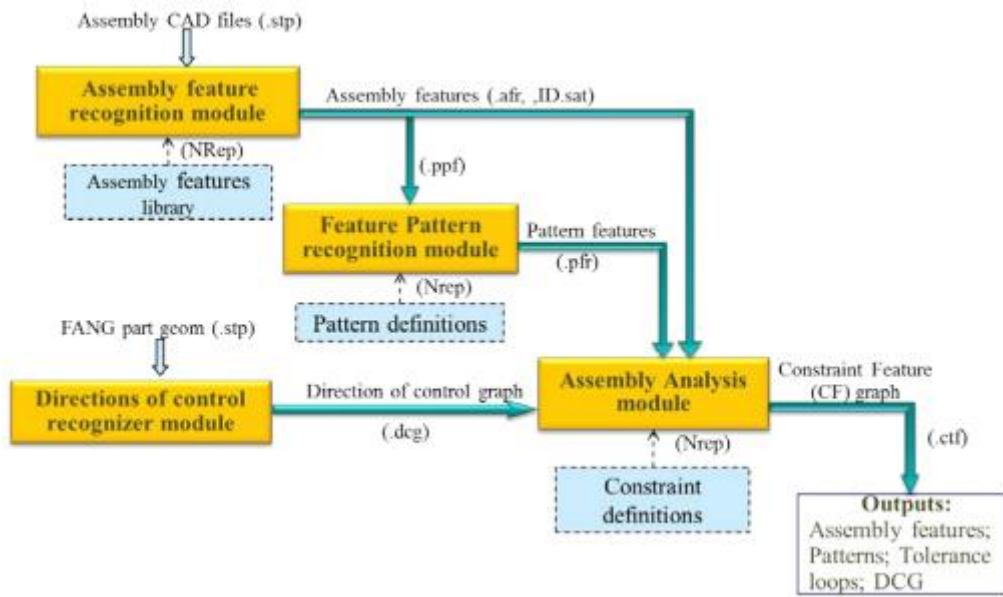 Assembly CAD files (.stp)
Assembly feature
recognition module
Assembly features (.afr, ,ID.sat)
(NRep)
(.ppf)
Assembly features
library
Feature Pattern
recognition module
Pattern features
(.pfr)
(Nrep)
Pattern definitions
FANG part geom (.stp)
Directions of control
recognizer module
Direction of control graph
(.dcg)
Assembly Analysis
module
Constraint Feature
(CF) graph
(.ctf)
(Nrep)
Constraint
definitions
Outputs:
Assembly features;
Patterns; Tolerance
loops; DCG